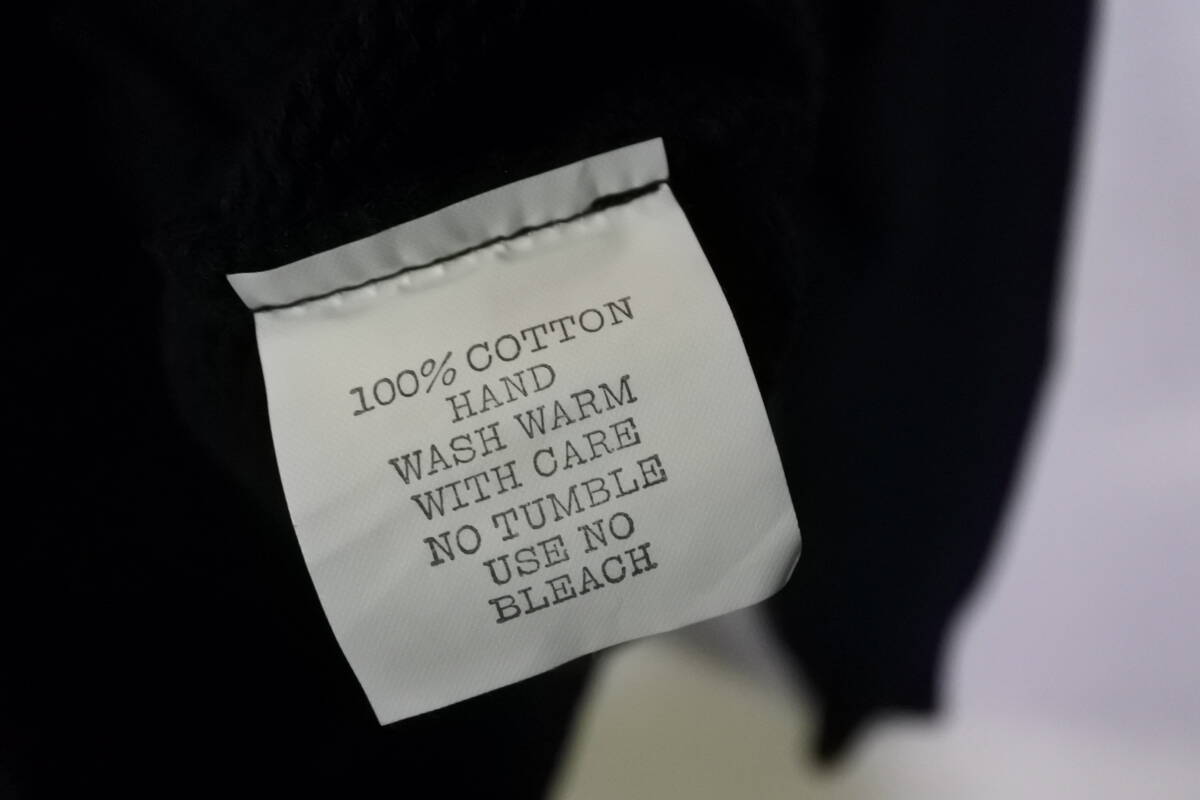 100% COTTON
HAND
WASH WARM
WITH CARE
NO TUMBLE
USE NO
BLEACH